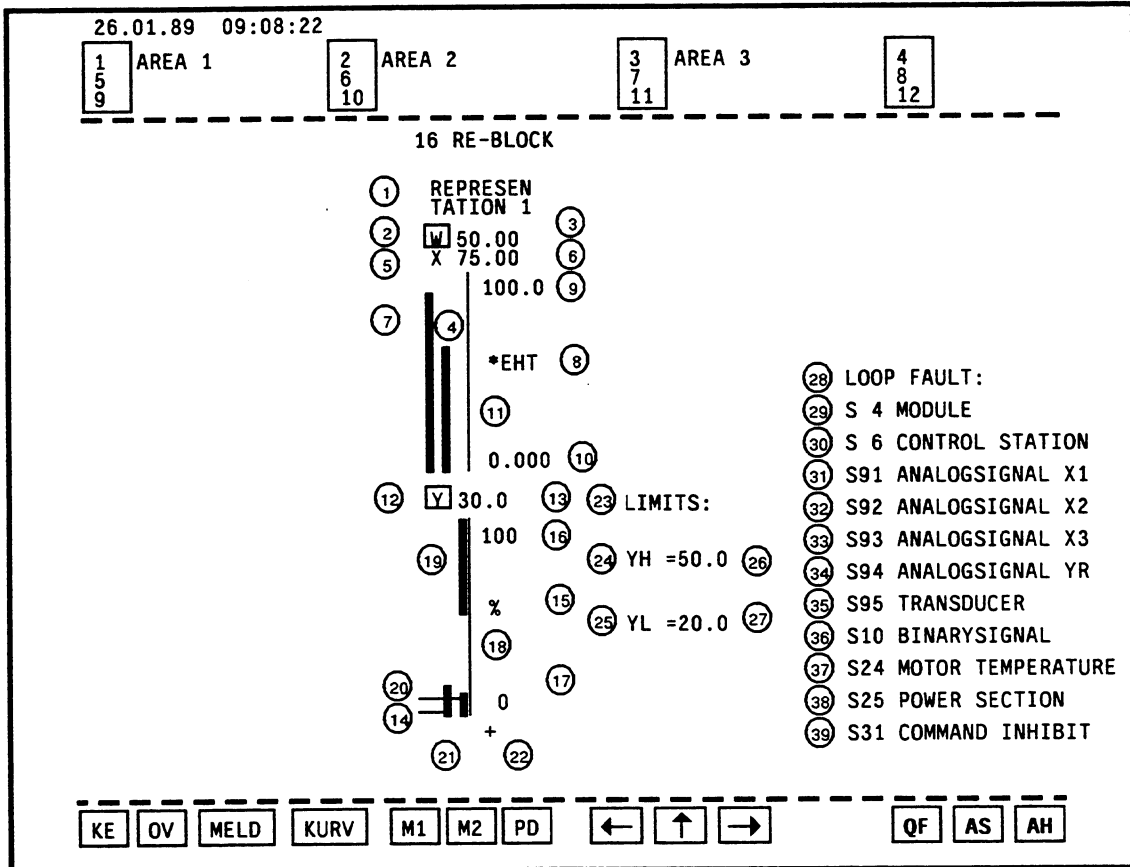 26.01.89 09:08:22
1 AREA 1
5
9
2 AREA 2
6
10
3 AREA 3
7
11
4
8
12
16 RE-BLOCK
1 REPRESEN
TATION 1
2 W 50.00 3
5 X 75.00 6
100.0 9
7 4
*EHT 8
11
0.000 10
12 Y 30.0 13
100 16
19
% 15
18
17
20 0
14
+
21 22
23 LIMITS:
24 YH =50.0 26
25 YL =20.0 27
28 LOOP FAULT:
29 S 4 MODULE
30 S 6 CONTROL STATION
31 S91 ANALOGSIGNAL X1
32 S92 ANALOGSIGNAL X2
33 S93 ANALOGSIGNAL X3
34 S94 ANALOGSIGNAL YR
35 S95 TRANSDUCER
36 S10 BINARYSIGNAL
37 S24 MOTOR TEMPERATURE
38 S25 POWER SECTION
39 S31 COMMAND INHIBIT
KE OV MELD KURV M1 M2 PD ← ↑ → QF AS AH